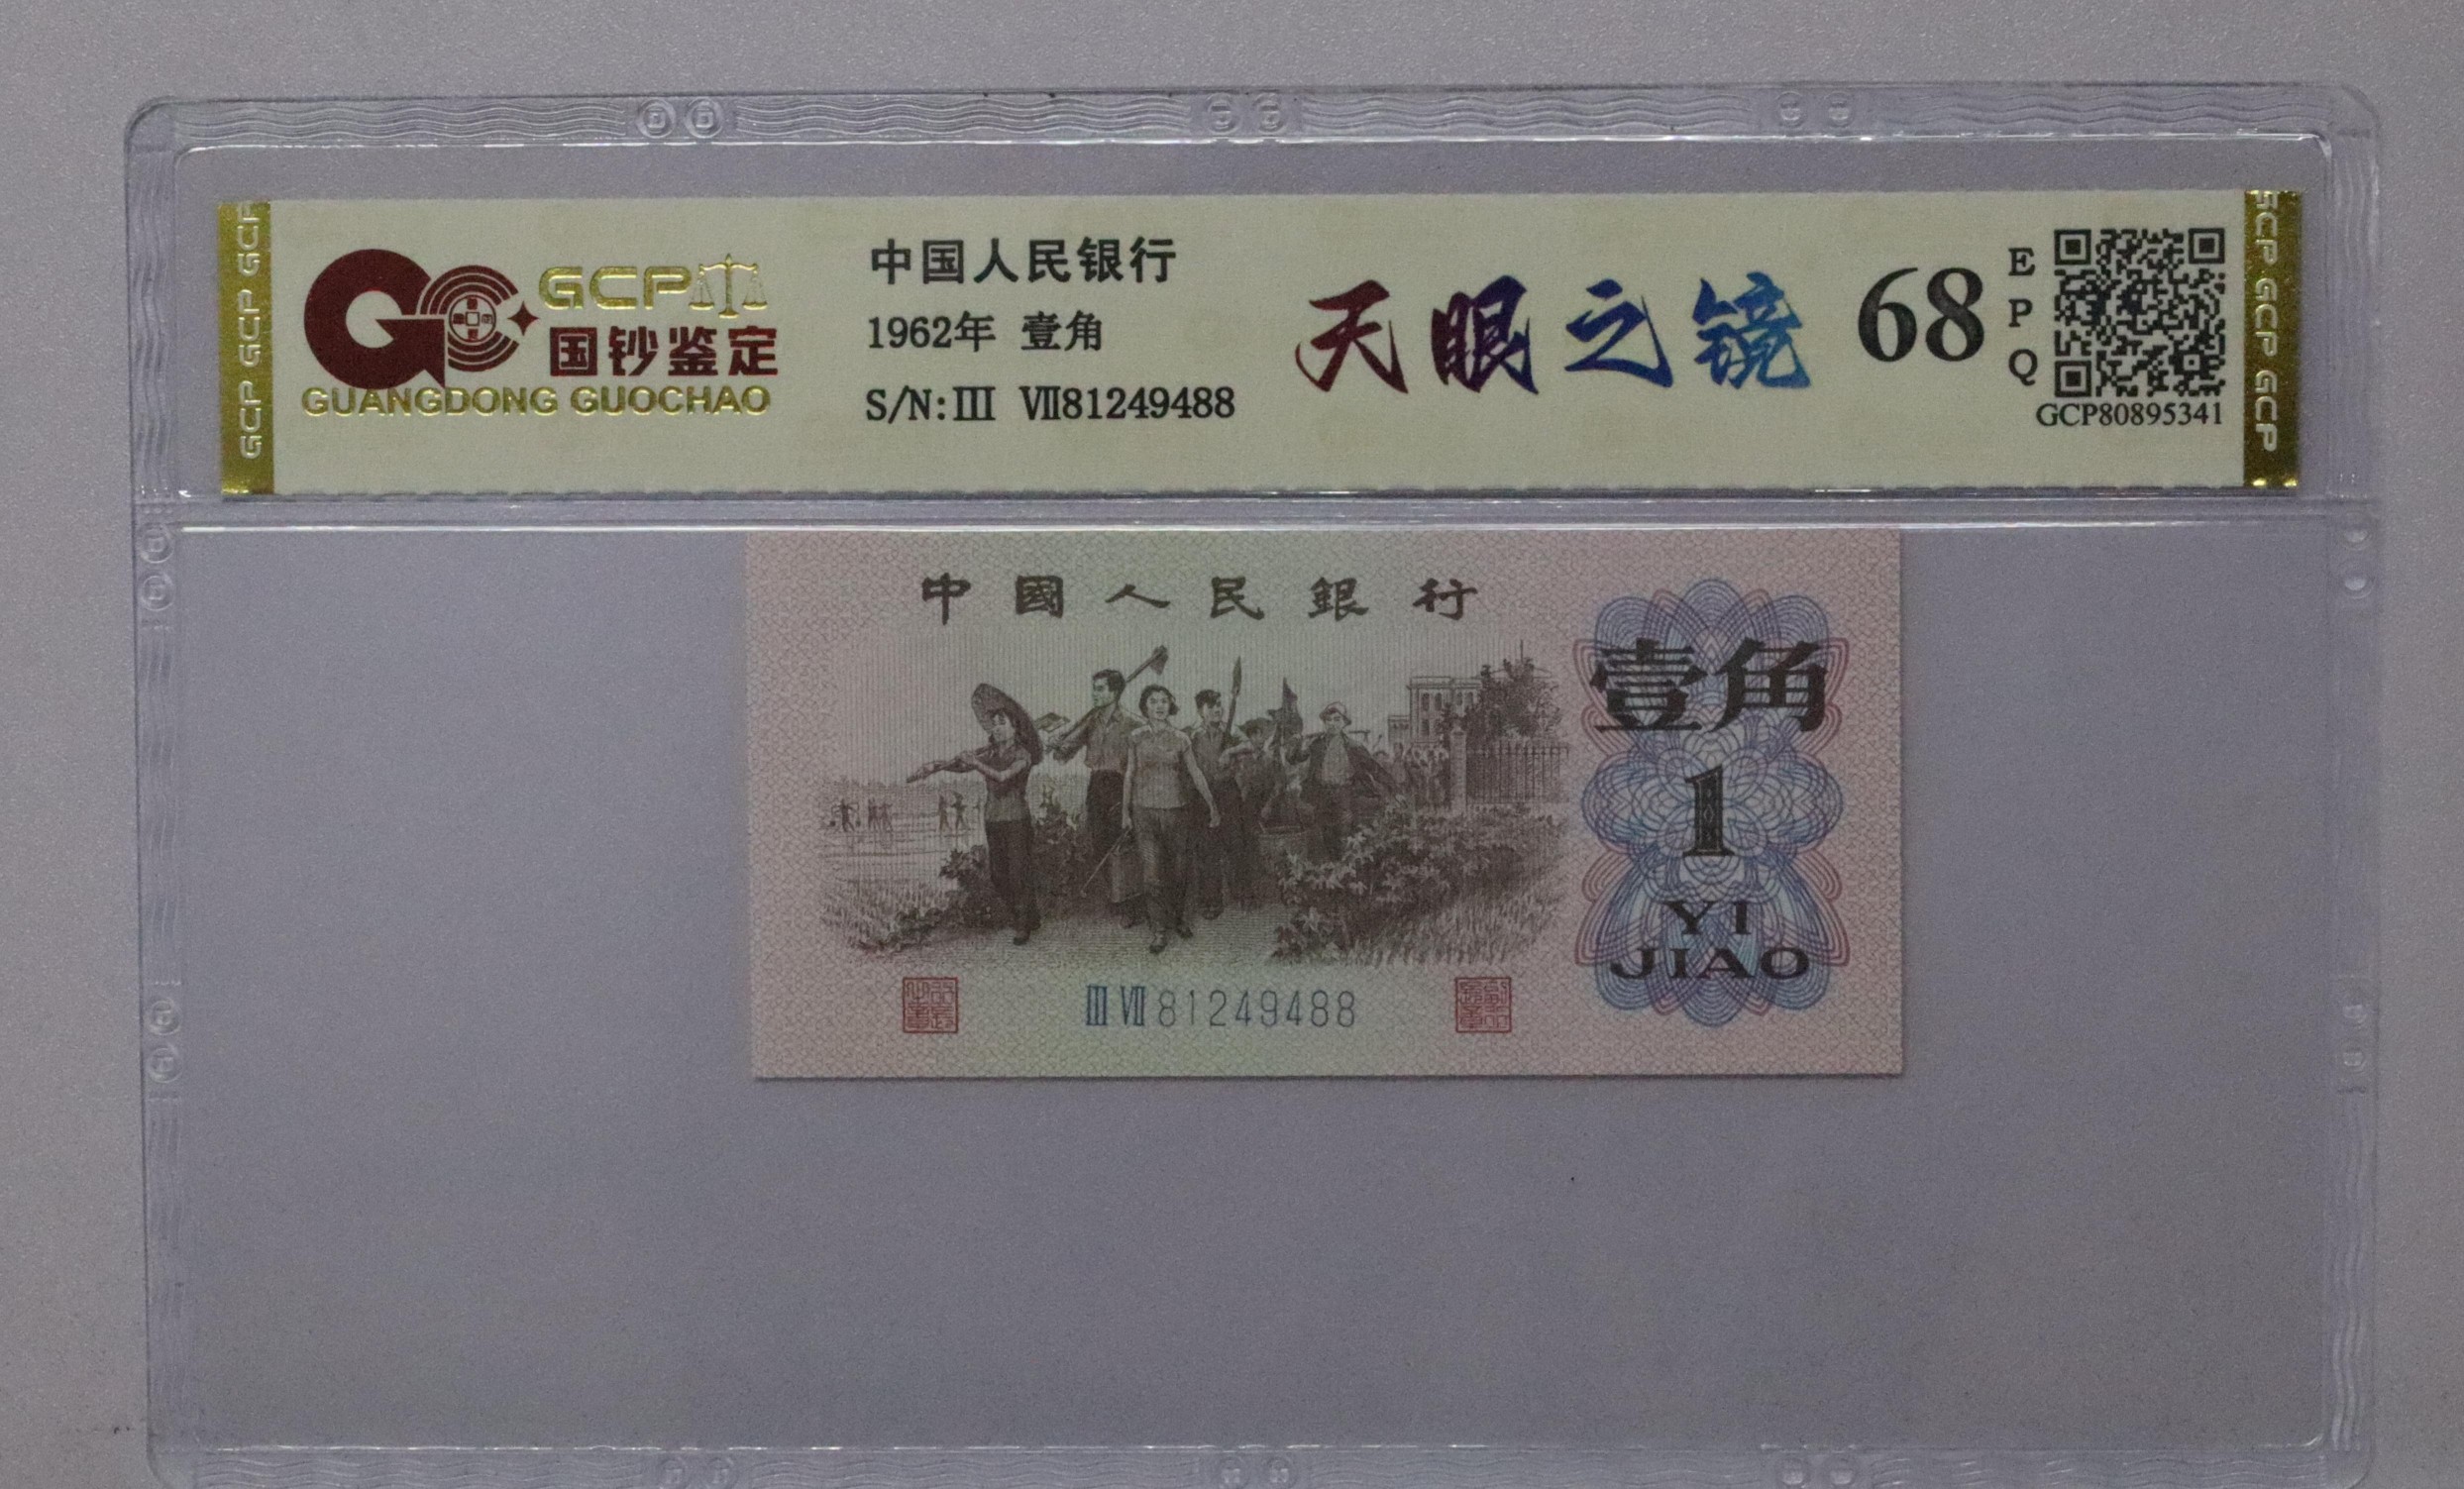 GCP GCP GCP
GCP
国钞鉴定
GUANGDONG GUOCHAO
中国人民银行
1962年 壹角
S/N:III VII81249488
天眼之镜
68
EPQ
GCP80895341
GCP GCP GCP
中國人民銀行
壹角
1
YI
JIAO
III VII 81249488